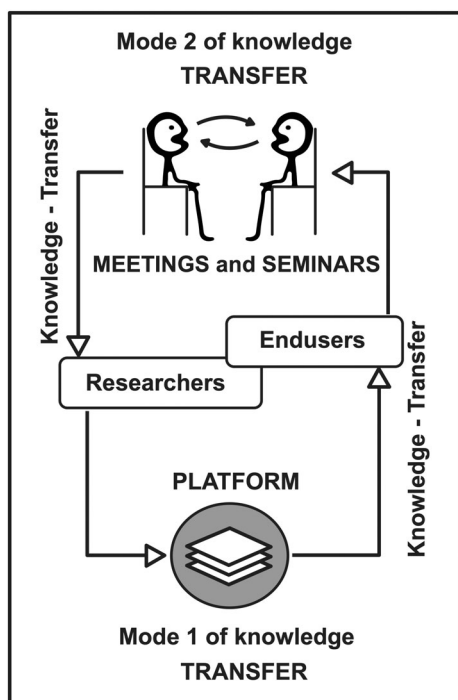 Mode 2 of knowledge
TRANSFER
Knowledge - Transfer
MEETINGS and SEMINARS
Endusers
Researchers
Knowledge - Transfer
PLATFORM
Mode 1 of knowledge
TRANSFER